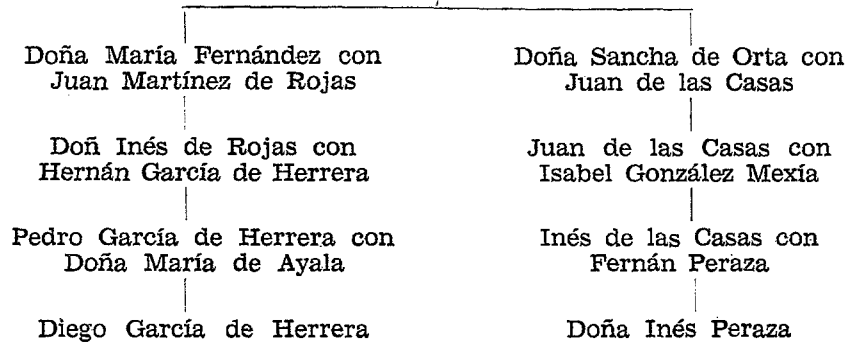 Doña María Fernández con
Juan Martínez de Rojas
Doña Sancha de Orta con
Juan de las Casas
Doñ Inés de Rojas con
Hernán García de Herrera
Juan de las Casas con
Isabel González Mexía
Pedro García de Herrera con
Doña María de Ayala
Inés de las Casas con
Fernán Peraza
Diego García de Herrera
Doña Inés Peraza